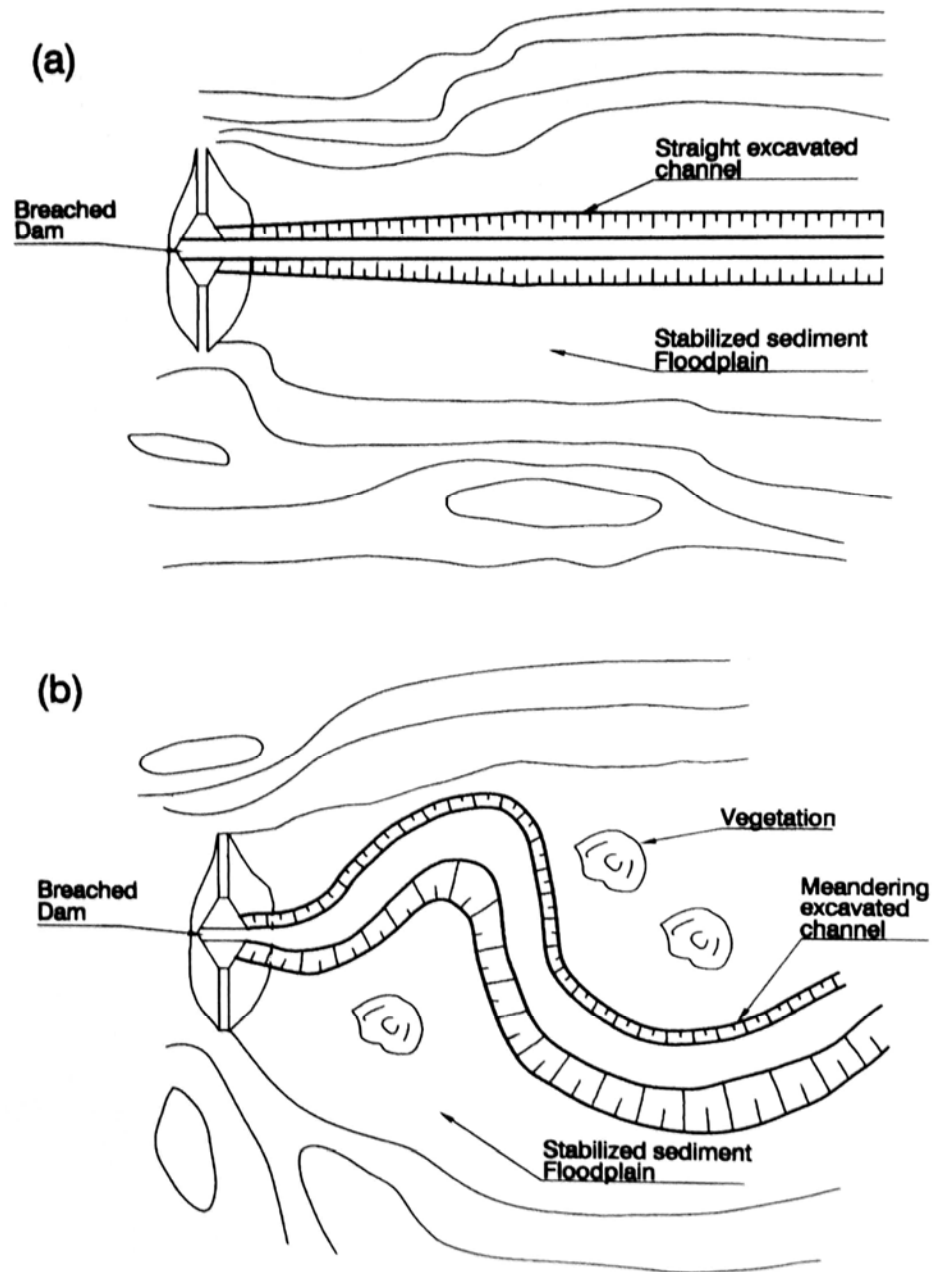 (a)
Straight excavated
channel
Breached
Dam
Stabilized sediment
Floodplain
(b)
Vegetation
Breached
Dam
Meandering
excavated
channel
Stabilized sediment
Floodplain